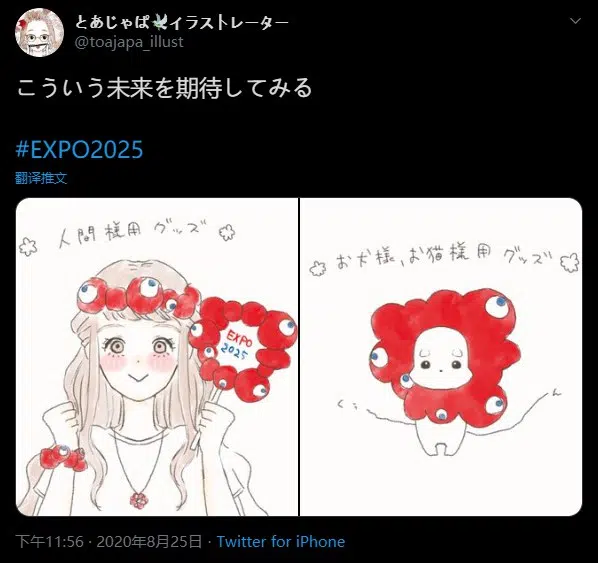 とあじゃぱ🕊イラストレーター
@toajapa_illust
こういう未来を期待してみる
#EXPO2025
翻译推文
人間様用グッズ
EXPO
2025
お犬様、お猫様用グッズ
くぅ
ん
下午11:56 · 2020年8月25日 · Twitter for iPhone